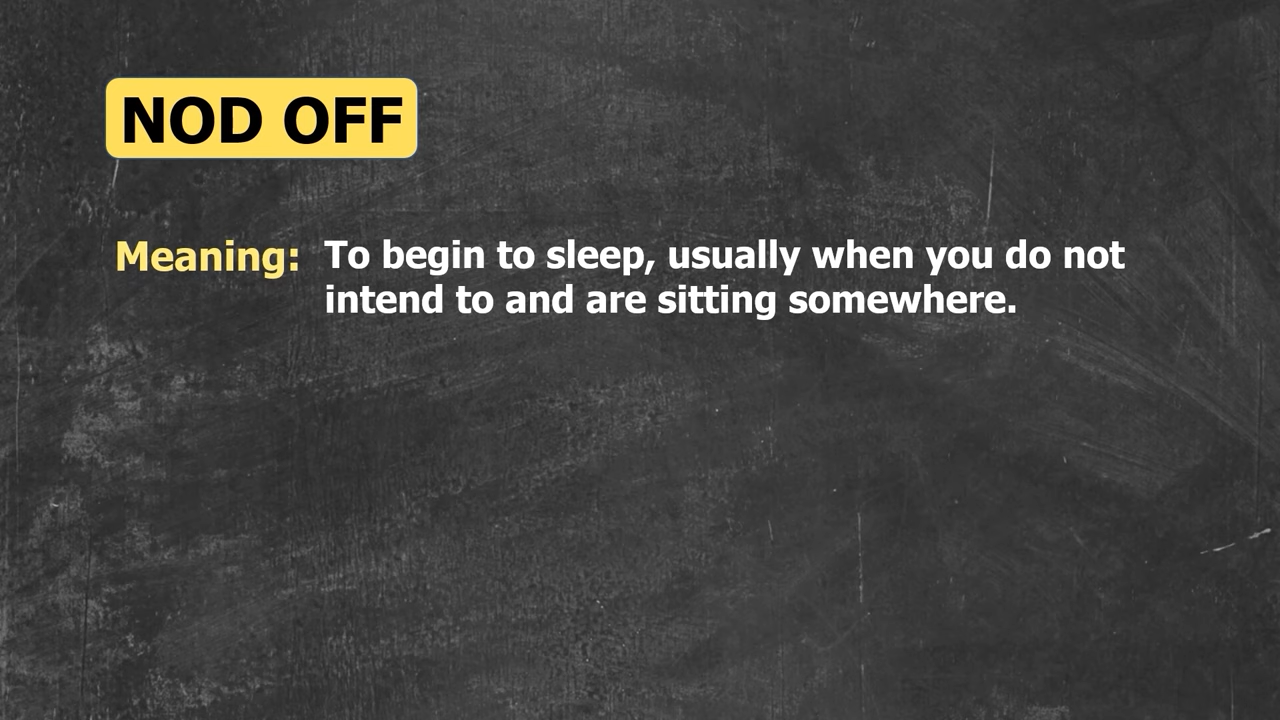 NOD OFF
Meaning: To begin to sleep, usually when you do not
intend to and are sitting somewhere.